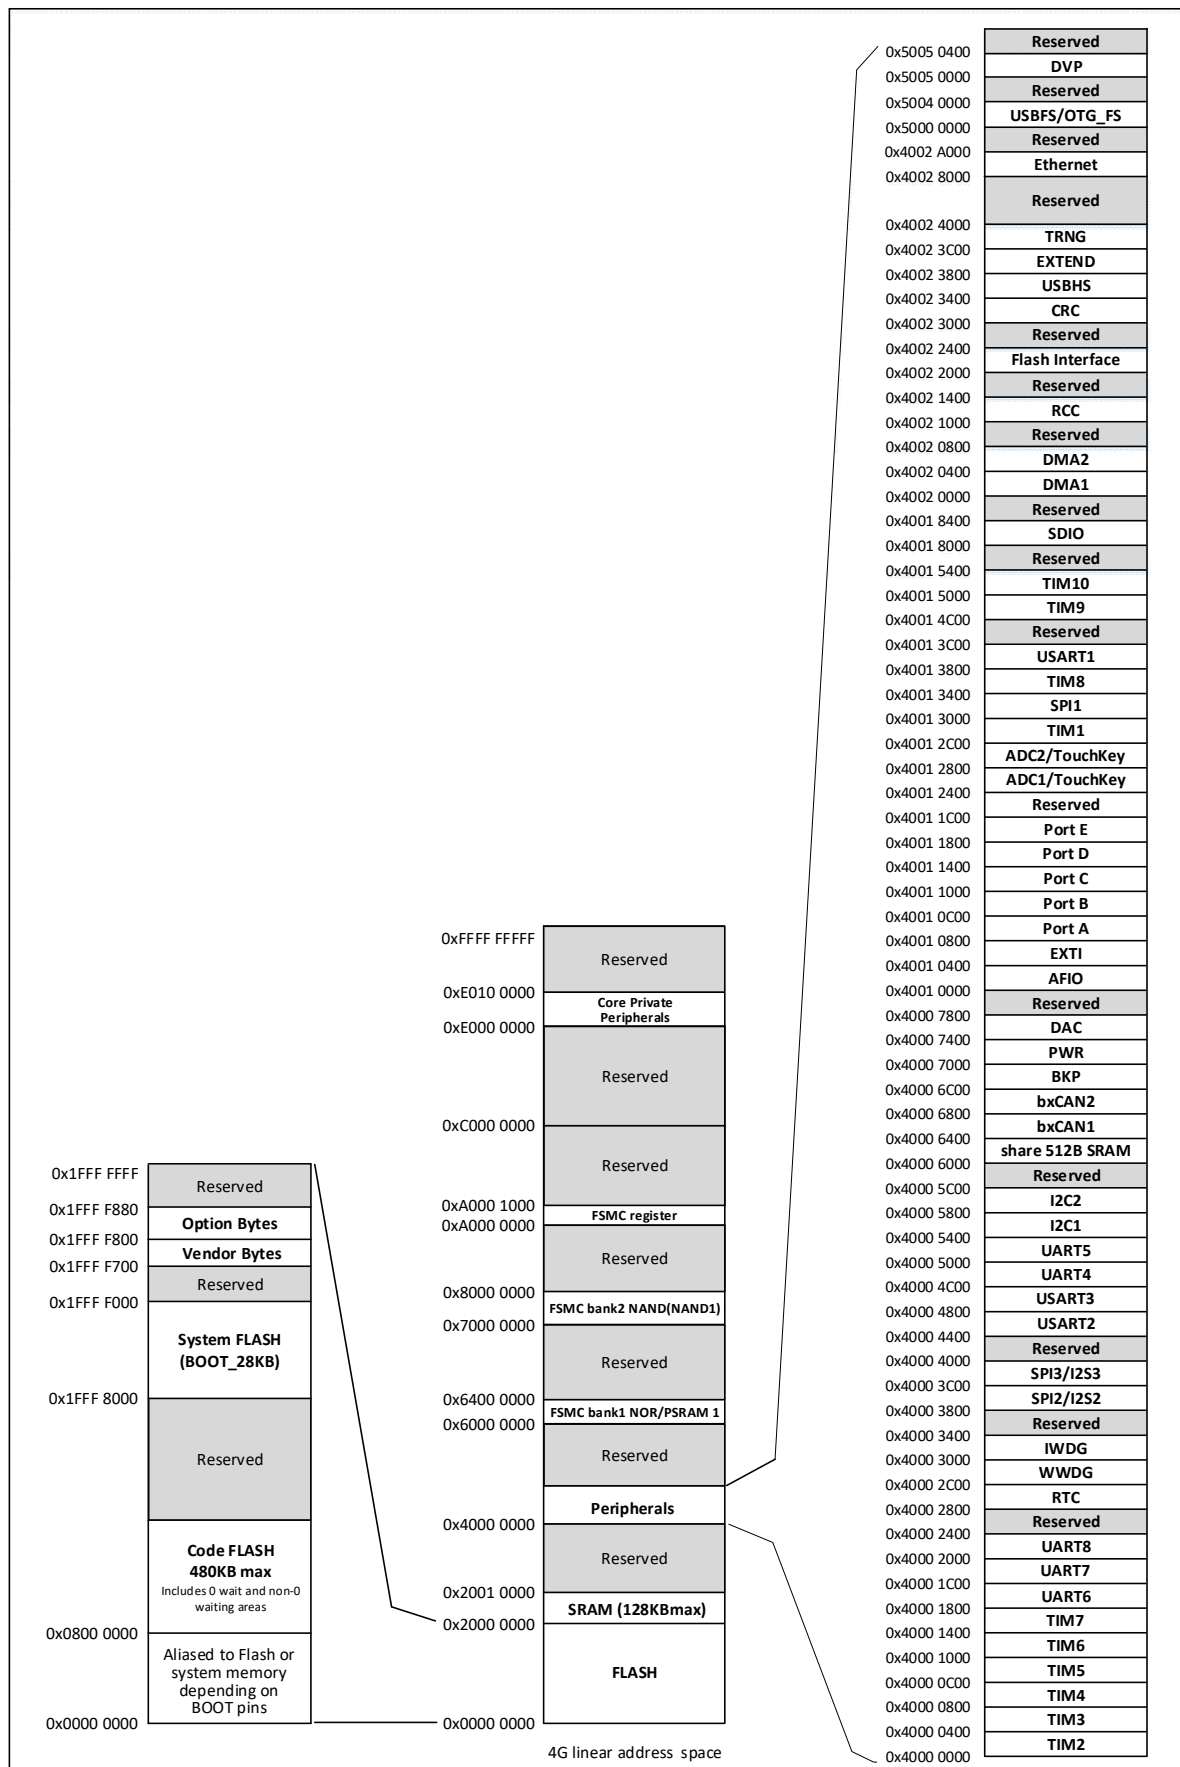 0x5005 0400
Reserved
DVP
0x5005 0000
Reserved
0x5004 0000
USBFS/OTG_FS
0x5000 0000
Reserved
0x4002 A000
Ethernet
0x4002 8000
Reserved
0x4002 4000
TRNG
0x4002 3C00
EXTEND
0x4002 3800
USBHS
0x4002 3400
CRC
0x4002 3000
Reserved
0x4002 2400
Flash Interface
0x4002 2000
Reserved
0x4002 1400
RCC
0x4002 1000
Reserved
0x4002 0800
DMA2
0x4002 0400
DMA1
0x4002 0000
Reserved
0x4001 8400
SDIO
0x4001 8000
Reserved
0x4001 5400
TIM10
0x4001 5000
TIM9
0x4001 4C00
Reserved
0x4001 3C00
USART1
0x4001 3800
TIM8
0x4001 3400
SPI1
0x4001 3000
TIM1
0x4001 2C00
ADC2/TouchKey
0x4001 2800
ADC1/TouchKey
0x4001 2400
Reserved
0x4001 1C00
Port E
0x4001 1800
Port D
0x4001 1400
Port C
0x4001 1000
Port B
0x4001 0C00
Port A
0x4001 0800
EXTI
0x4001 0400
AFIO
0x4001 0000
Reserved
0x4000 7800
DAC
0x4000 7400
PWR
0x4000 7000
BKP
0x4000 6C00
bxCAN2
0x4000 6800
bxCAN1
0x4000 6400
share 512B SRAM
0x4000 6000
Reserved
0x4000 5C00
I2C2
0x4000 5800
I2C1
0x4000 5400
UART5
0x4000 5000
UART4
0x4000 4C00
USART3
0x4000 4800
USART2
0x4000 4400
Reserved
0x4000 4000
SPI3/I2S3
0x4000 3C00
SPI2/I2S2
0x4000 3800
Reserved
0x4000 3400
IWDG
0x4000 3000
WWDG
0x4000 2C00
RTC
0x4000 2800
Reserved
0x4000 2400
UART8
0x4000 2000
UART7
0x4000 1C00
UART6
0x4000 1800
TIM7
0x4000 1400
TIM6
0x4000 1000
TIM5
0x4000 0C00
TIM4
0x4000 0800
TIM3
0x4000 0400
TIM2
0x4000 0000
0xFFFF FFFFF
Reserved
0xE010 0000
Core Private
Peripherals
0xE000 0000
Reserved
0xC000 0000
Reserved
0xA000 1000
FSMC register
0xA000 0000
Reserved
0x8000 0000
FSMC bank2 NAND(NAND1)
0x7000 0000
Reserved
0x6400 0000
FSMC bank1 NOR/PSRAM 1
0x6000 0000
Reserved
Peripherals
0x4000 0000
Reserved
0x2001 0000
SRAM (128KBmax)
0x2000 0000
FLASH
0x0000 0000
4G linear address space
0x1FFF FFFF
Reserved
0x1FFF F880
Option Bytes
0x1FFF F800
Vendor Bytes
0x1FFF F700
Reserved
0x1FFF F000
System FLASH
(BOOT_28KB)
0x1FFF 8000
Reserved
Code FLASH
480KB max
Includes 0 wait and non-0
waiting areas
0x0800 0000
Aliased to Flash or
system memory
depending on
BOOT pins
0x0000 0000